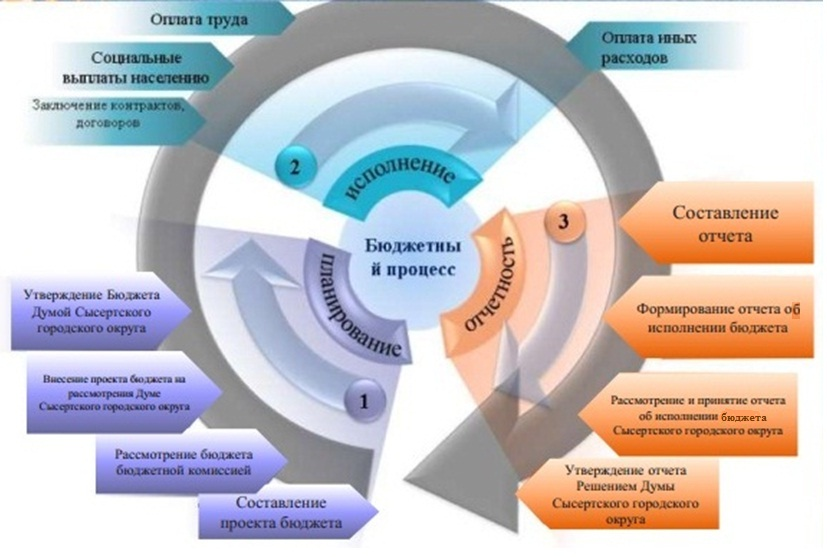 Оплата труда
Социальные
выплаты населению
Заключение контрактов,
договоров
Оплата иных
расходов
2
исполнение
3
Составление
отчета
Бюджетны
й процесс
отчетность
планирование
Утверждение Бюджета
Думой Сысертского
городского округа
Формирование отчета об
исполнении бюджета
Внесение проекта бюджета на
рассмотрения Думе
Сысертского городского округа
1
Рассмотрение и принятие отчета
об исполнении бюджета
Сысертского городского округа
Рассмотрение бюджета
бюджетной комиссией
Утверждение отчета
Решением Думы
Сысертского городского
округа
Составление
проекта бюджета